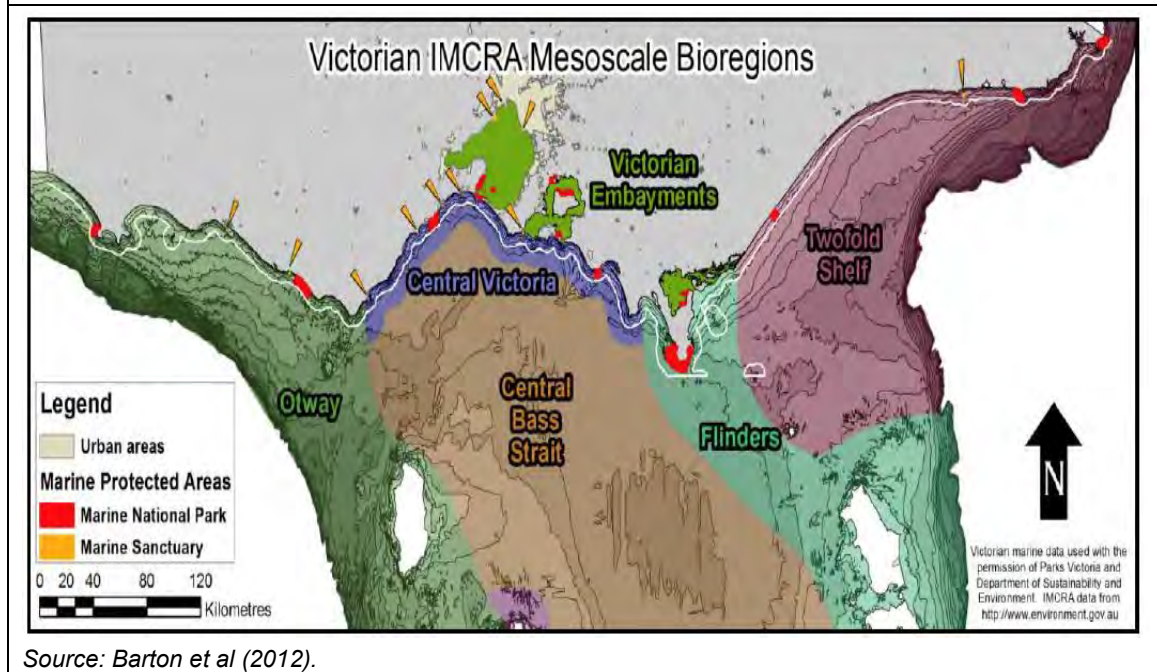 Victorian IMCRA Mesoscale Bioregions
Victorian
Embayments
Twofold
Shelf
Central Victoria
Otway
Central
Bass
Strait
Flinders
Legend
Urban areas
Marine Protected Areas
Marine National Park
Marine Sanctuary
0 20 40 80 120
Kilometres
N
Victorian marine data used with the
permission of Parks Victoria and
Department of Sustainability and
Environment. IMCRA data from
http://www.environment.gov.au
Source: Barton et al (2012).